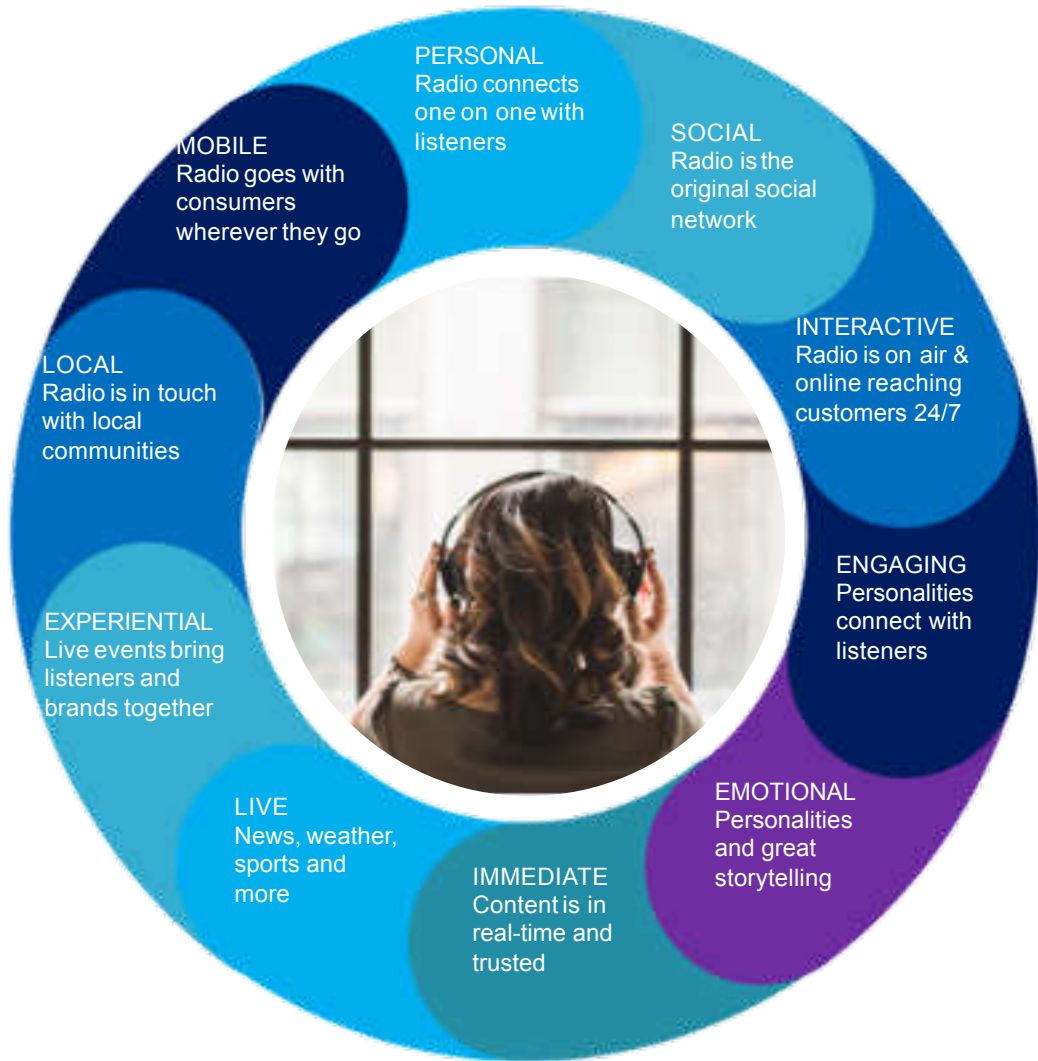 PERSONAL
Radio connects
one on one with
listeners
SOCIAL
Radio is the
original social
network
INTERACTIVE
Radio is on air &
online reaching
customers 24/7
ENGAGING
Personalities
connect with
listeners
EMOTIONAL
Personalities
and great
storytelling
IMMEDIATE
Content is in
real-time and
trusted
LIVE
News, weather,
sports and
more
EXPERIENTIAL
Live events bring
listeners and
brands together
LOCAL
Radio is in touch
with local
communities
MOBILE
Radio goes with
consumers
wherever they go